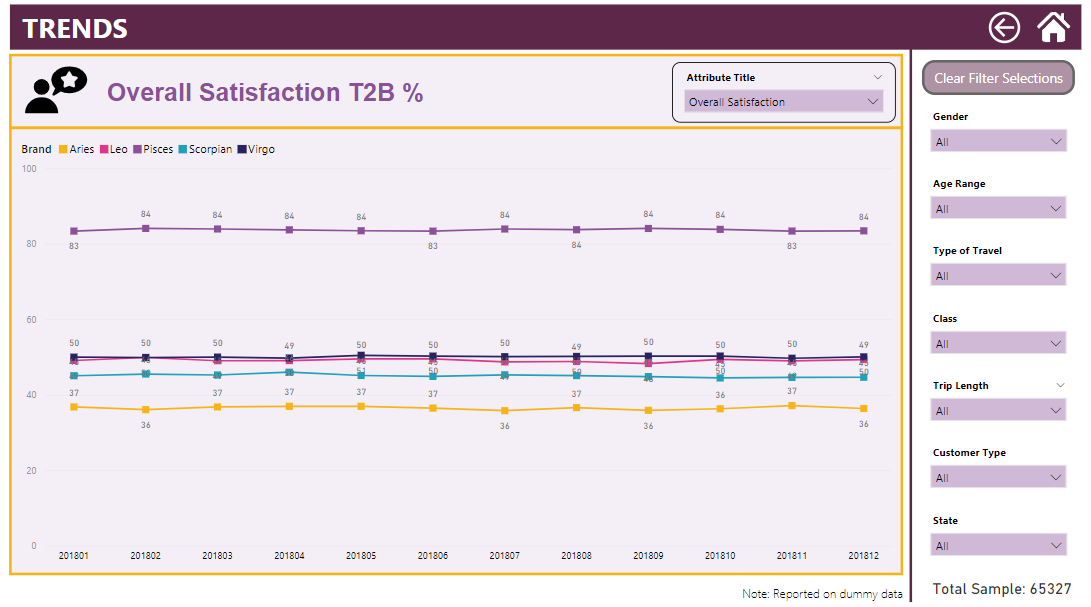 TRENDS
Overall Satisfaction T2B %
Attribute Title
Overall Satisfaction
Clear Filter Selections
Gender
All
Age Range
All
Type of Travel
All
Class
All
Trip Length
All
Customer Type
All
State
All
Total Sample: 65327
Brand Aries Leo Pisces Scorpian Virgo
100
84 84 84 84 84 84 84 84
83 83 84 83
80
60
50 50 50 49 50 50 50 49 50 50 50 49
51 50 50 50
40
37 37 37 37 37 37 36 37
36 36 36 36
20
0
201801 201802 201803 201804 201805 201806 201807 201808 201809 201810 201811 201812
Note: Reported on dummy data